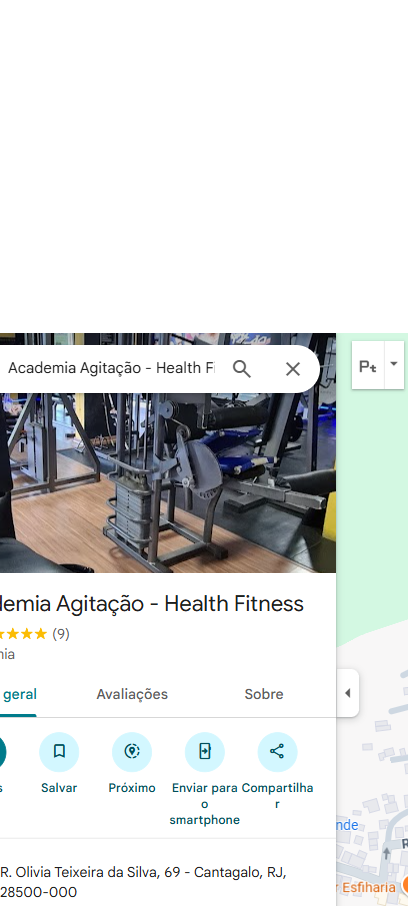 Academia Agitação - Health Fi
Pt
demia Agitação - Health Fitness
(9)
nia
geral Avaliações Sobre
s Salvar Próximo Enviar para o smartphone Compartilhar
R. Olivia Teixeira da Silva, 69 - Cantagalo, RJ,
28500-000
nde
R
r Esfiharia